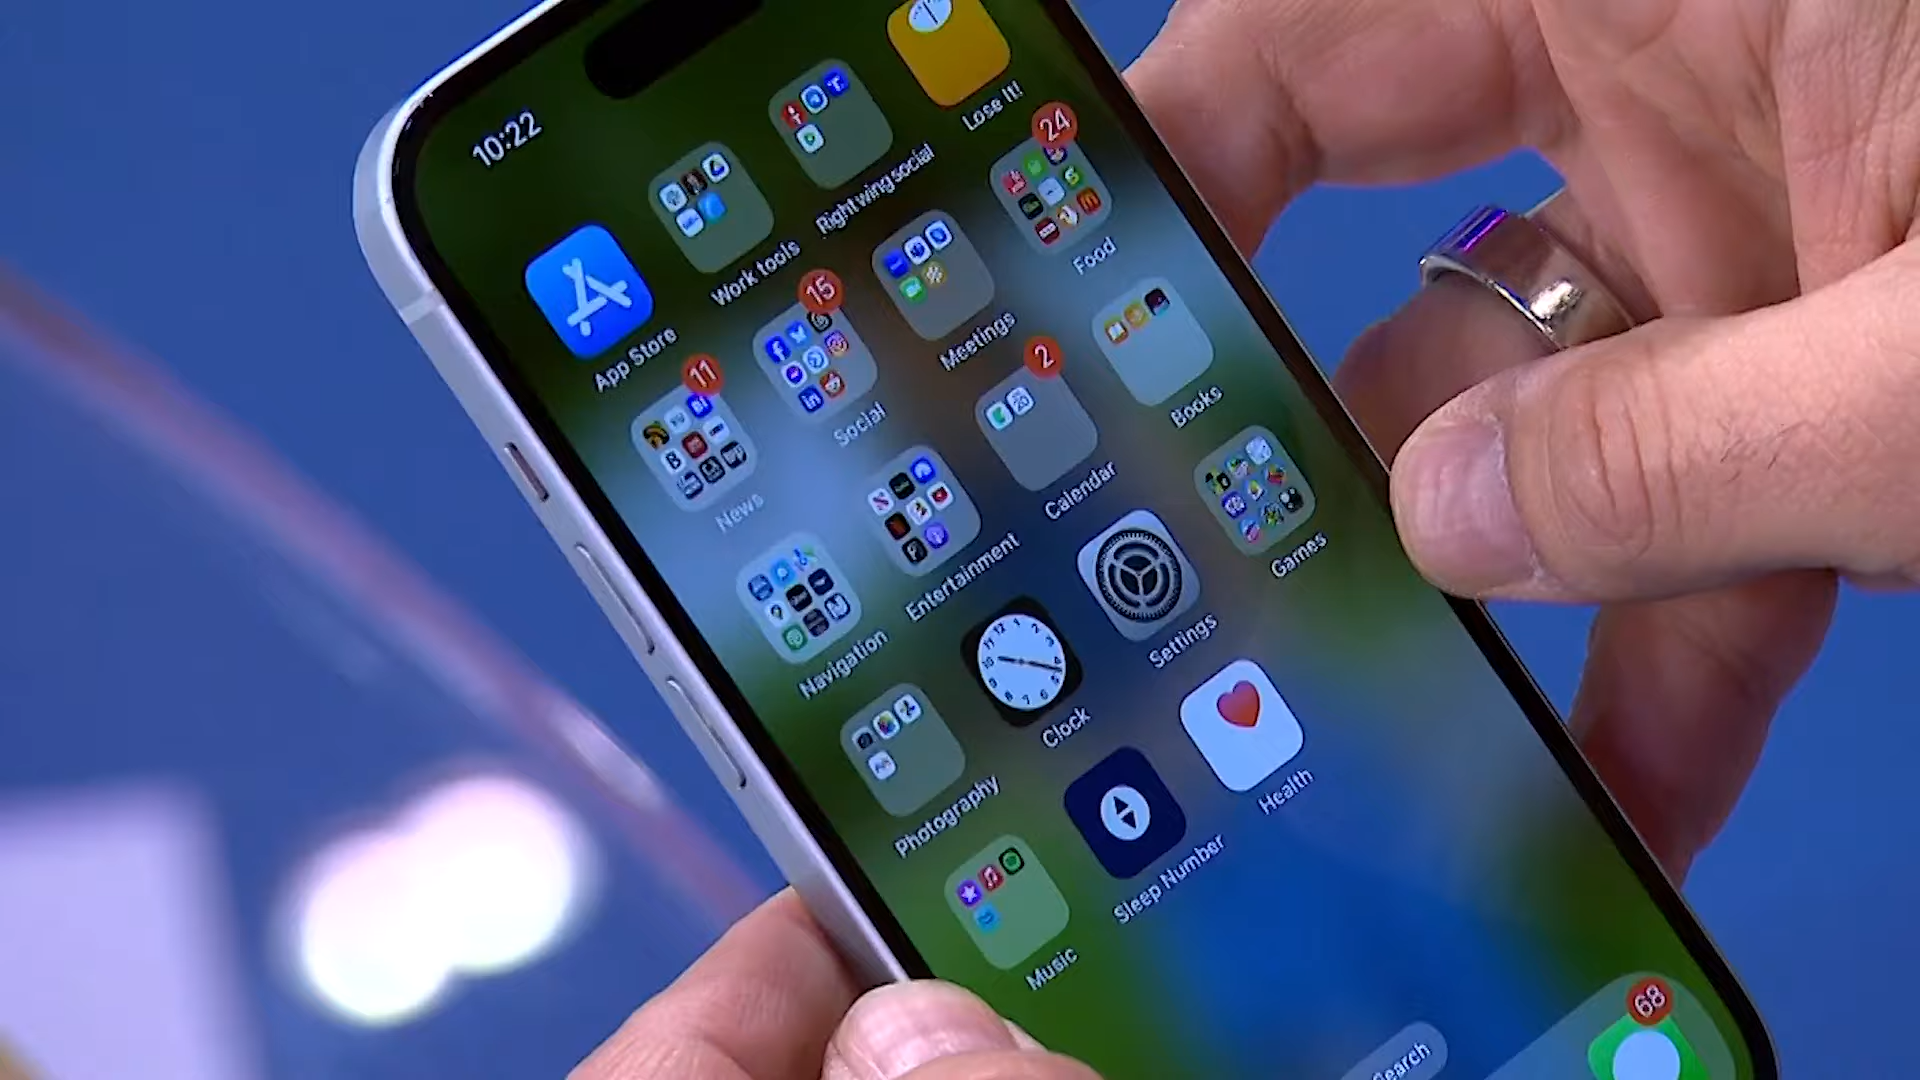 10:22
App Store
Work tools
Right wing social
Lose It!
11
News
15
Social
Meetings
24
Food
Navigation
Entertainment
2
Calendar
Books
Photography
Clock
Settings
Games
Music
Sleep Number
Health
Search
68